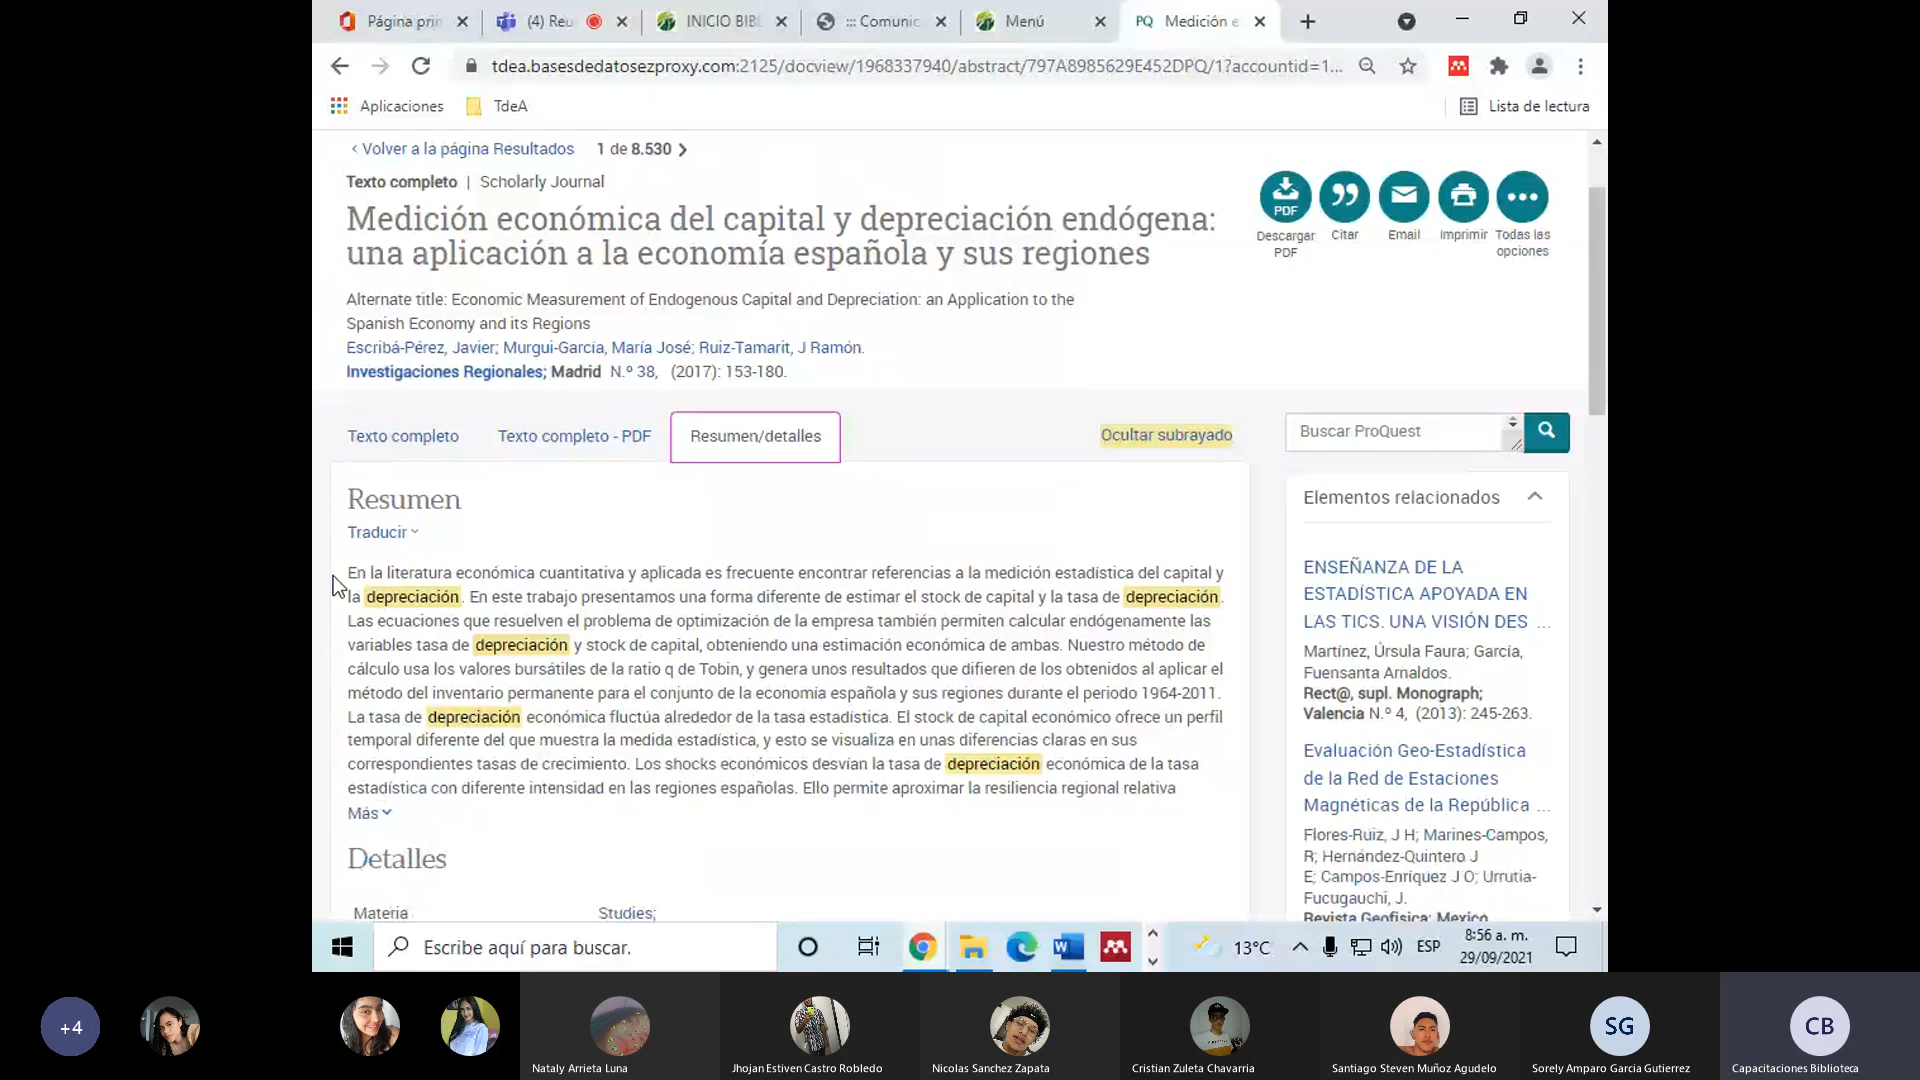 Página prin
(4) Reu
INICIO BIB
::: Comunic
Menú
PQ Medición e
tdea.basesdedatosezproxy.com:2125/docview/1968337940/abstract/797A8985629E452DPQ/1?accountid=1...
Aplicaciones
TdeA
Lista de lectura
‹ Volver a la página Resultados
1 de 8.530
Texto completo | Scholarly Journal
Medición económica del capital y depreciación endógena:
una aplicación a la economía española y sus regiones
PDF
Descargar
PDF
Citar
Email
Imprimir
Todas las
opciones
Alternate title: Economic Measurement of Endogenous Capital and Depreciation: an Application to the
Spanish Economy and its Regions
Escribá-Pérez, Javier; Murgui-García, María José; Ruiz-Tamarit, J Ramón.
Investigaciones Regionales; Madrid N.º 38, (2017): 153-180.
Texto completo
Texto completo - PDF
Resumen/detalles
Ocultar subrayado
Buscar ProQuest
Resumen
Traducir
En la literatura económica cuantitativa y aplicada es frecuente encontrar referencias a la medición estadística del capital y
la depreciación. En este trabajo presentamos una forma diferente de estimar el stock de capital y la tasa de depreciación.
Las ecuaciones que resuelven el problema de optimización de la empresa también permiten calcular endógenamente las
variables tasa de depreciación y stock de capital, obteniendo una estimación económica de ambas. Nuestro método de
cálculo usa los valores bursátiles de la ratio q de Tobin, y genera unos resultados que difieren de los obtenidos al aplicar el
método del inventario permanente para el conjunto de la economía española y sus regiones durante el periodo 1964-2011.
La tasa de depreciación económica fluctúa alrededor de la tasa estadística. El stock de capital económico ofrece un perfil
temporal diferente del que muestra la medida estadística, y esto se visualiza en unas diferencias claras en sus
correspondientes tasas de crecimiento. Los shocks económicos desvían la tasa de depreciación económica de la tasa
estadística con diferente intensidad en las regiones españolas. Ello permite aproximar la resiliencia regional relativa
Más
Detalles
Materia
Studies;
Elementos relacionados
ENSEÑANZA DE LA
ESTADÍSTICA APOYADA EN
LAS TICS. UNA VISIÓN DES ...
Martínez, Úrsula Faura; García,
Fuensanta Arnaldos.
Rect@, supl. Monograph;
Valencia N.º 4, (2013): 245-263.
Evaluación Geo-Estadística
de la Red de Estaciones
Magnéticas de la República ...
Flores-Ruiz, J H; Marines-Campos,
R; Hernández-Quintero J
E; Campos-Enríquez J O; Urrutia-
Fucugauchi, J.
Revista Geofisica; Mexico
Escribe aquí para buscar.
13°C
ESP
8:56 a. m.
29/09/2021
+4
Nataly Arrieta Luna
Jhojan Estiven Castro Robledo
Nicolas Sanchez Zapata
Cristian Zuleta Chavarria
Santiago Steven Muñoz Agudelo
SG
Sorely Amparo Garcia Gutierrez
CB
Capacitaciones Biblioteca